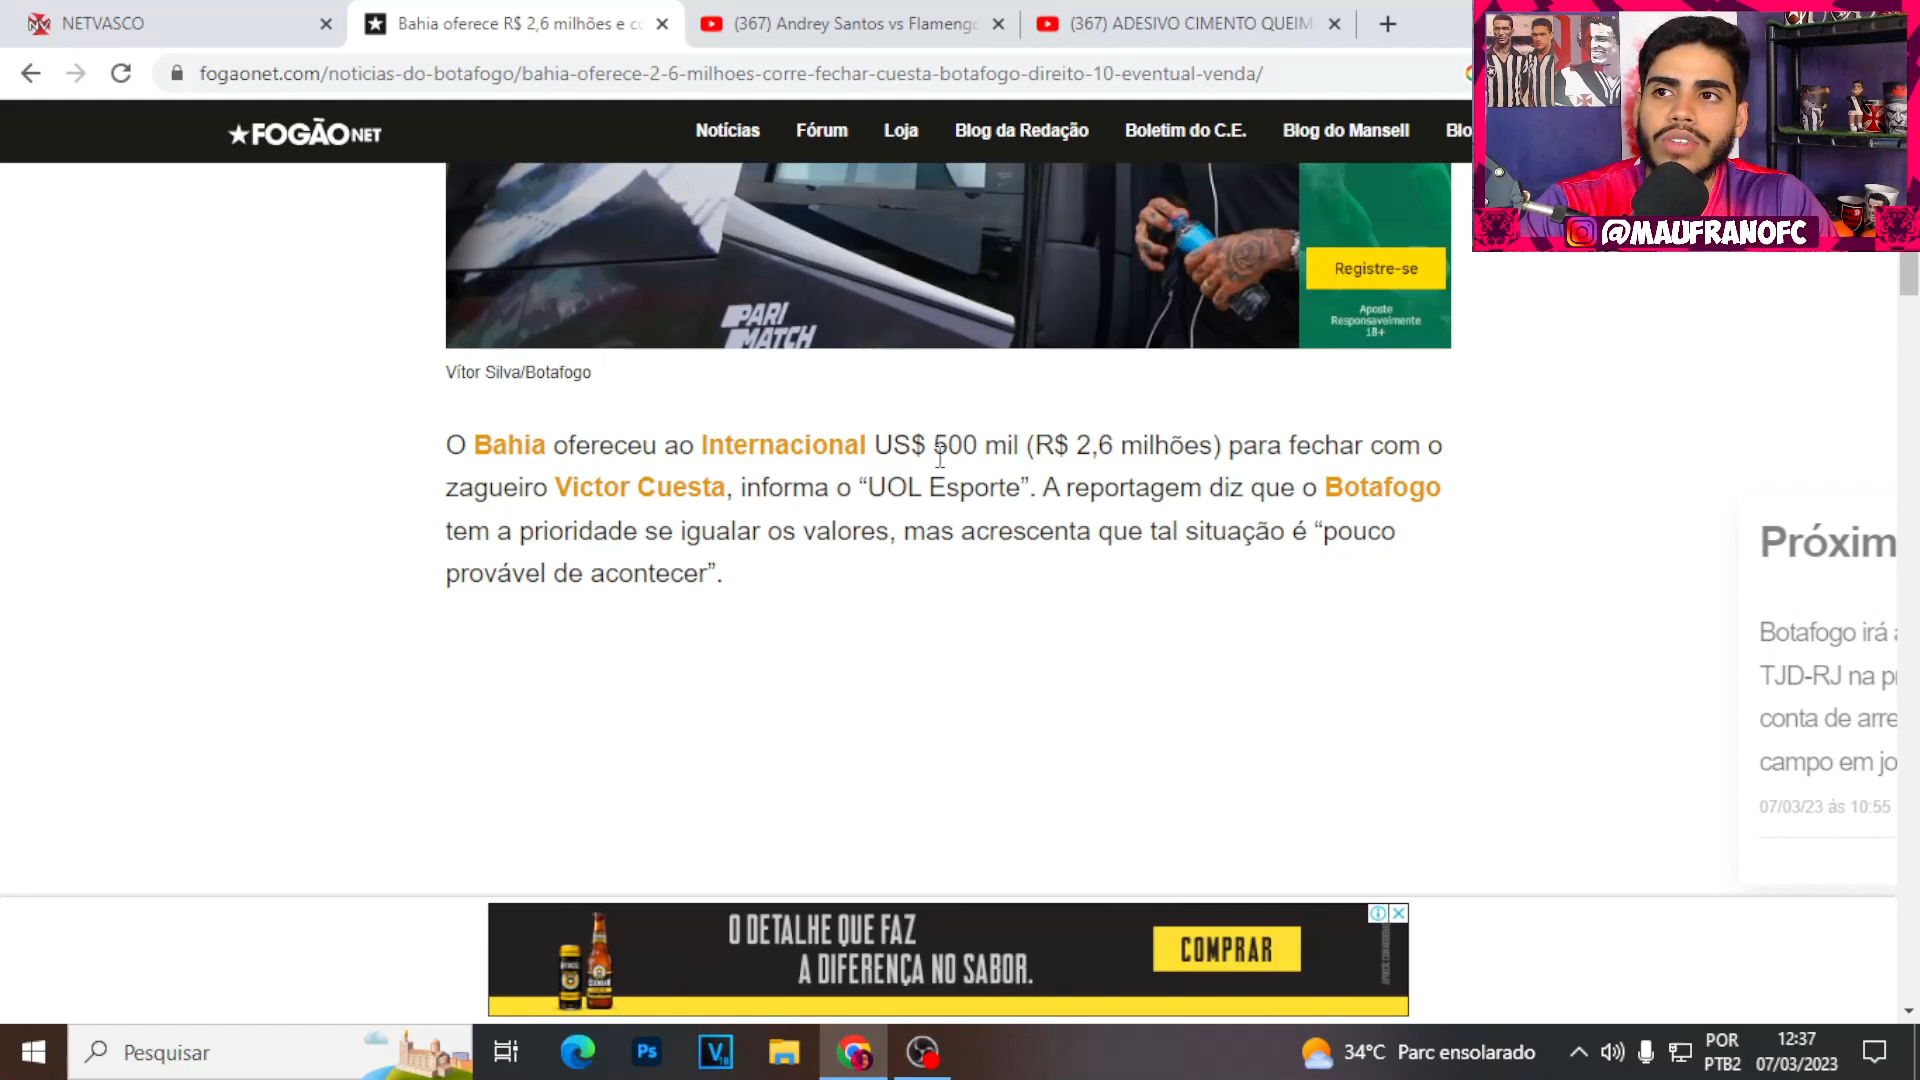 NETVASCO
Bahia oferece R$ 2,6 milhões e co
(367) Andrey Santos vs Flamengo
(367) ADESIVO CIMENTO QUEIM
fogaonet.com/noticias-do-botafogo/bahia-oferece-2-6-milhoes-corre-fechar-cuesta-botafogo-direito-10-eventual-venda/
FOGÃONET
Notícias Fórum Loja Blog da Redação Boletim do C.E. Blog do Mansell Blo
@MAUFRANOFC
PARI
MATCH
Registre-se
Aposte
Responsavelmente
18+
Vítor Silva/Botafogo
O Bahia ofereceu ao Internacional US$ 500 mil (R$ 2,6 milhões) para fechar com o
zagueiro Victor Cuesta, informa o “UOL Esporte”. A reportagem diz que o Botafogo
tem a prioridade se igualar os valores, mas acrescenta que tal situação é “pouco
provável de acontecer”.
Próxim
Botafogo irá a
TJD-RJ na p
conta de arre
campo em jo
07/03/23 às 10:55
O DETALHE QUE FAZ
A DIFERENÇA NO SABOR.
COMPRAR
Pesquisar
Ps
V
34°C Parc ensolarado
POR
PTB2
12:37
07/03/2023